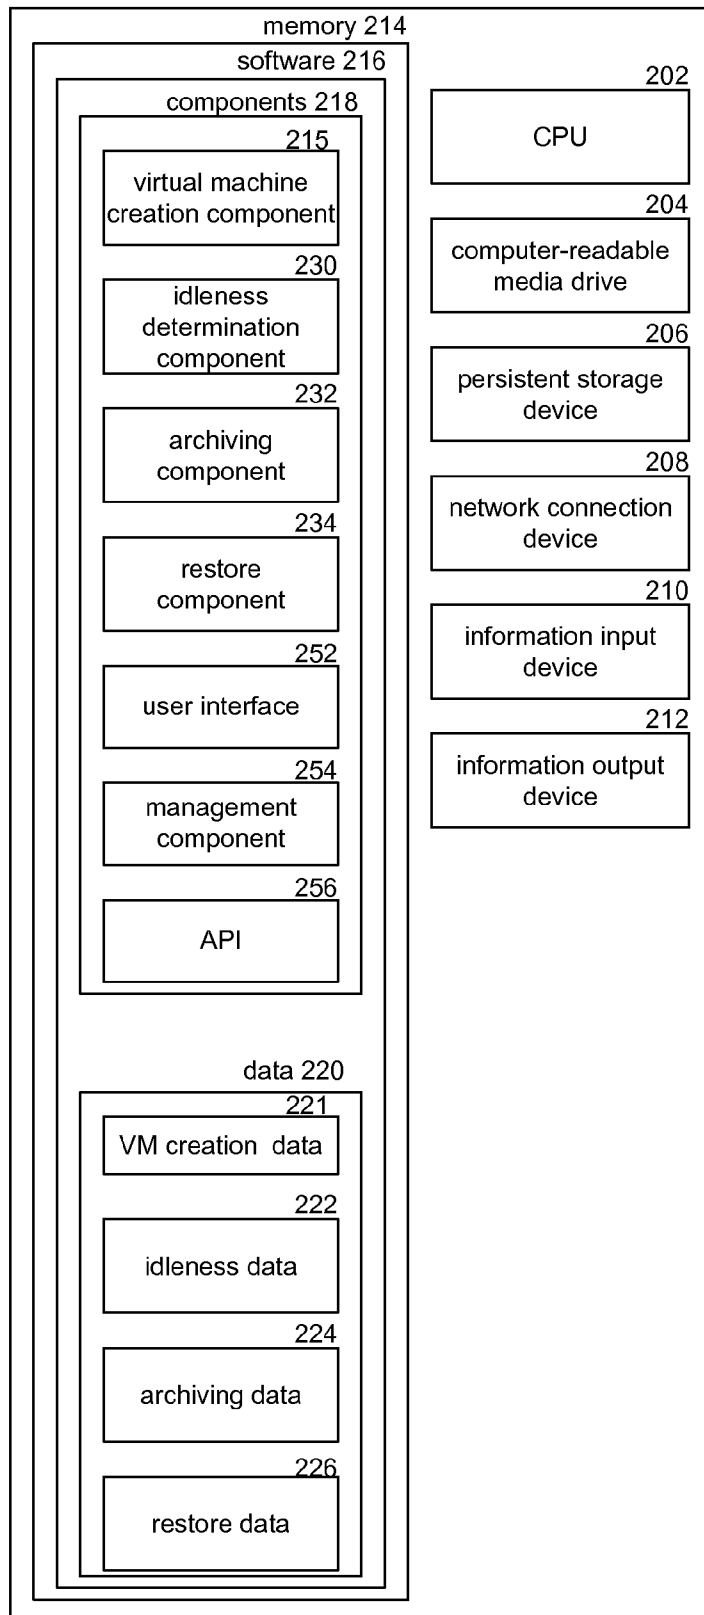 memory 214
software 216
components 218
215
virtual machine
creation component
230
idleness
determination
component
232
archiving
component
234
restore
component
252
user interface
254
management
component
256
API
data 220
221
VM creation data
222
idleness data
224
archiving data
226
restore data
202
CPU
204
computer-readable
media drive
206
persistent storage
device
208
network connection
device
210
information input
device
212
information output
device